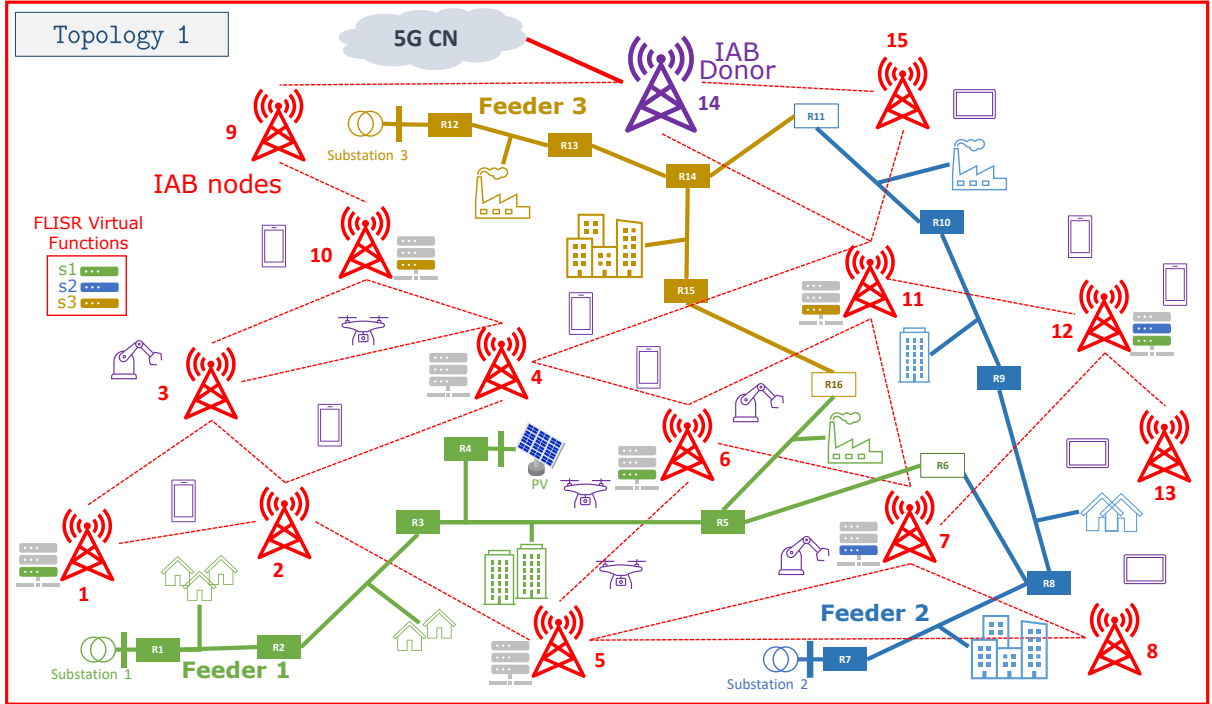 Topology 1
5G CN
IAB
Donor
14
15
9
Feeder 3
R12
R13
R14
R11
Substation 3
IAB nodes
R10
FLISR Virtual
Functions
s1
s2
s3
10
R15
11
12
3
4
R16
R9
R4
PV
6
R6
13
R3
R5
7
1
2
R8
R1
R2
Feeder 1
Substation 1
5
Feeder 2
R7
Substation 2
8